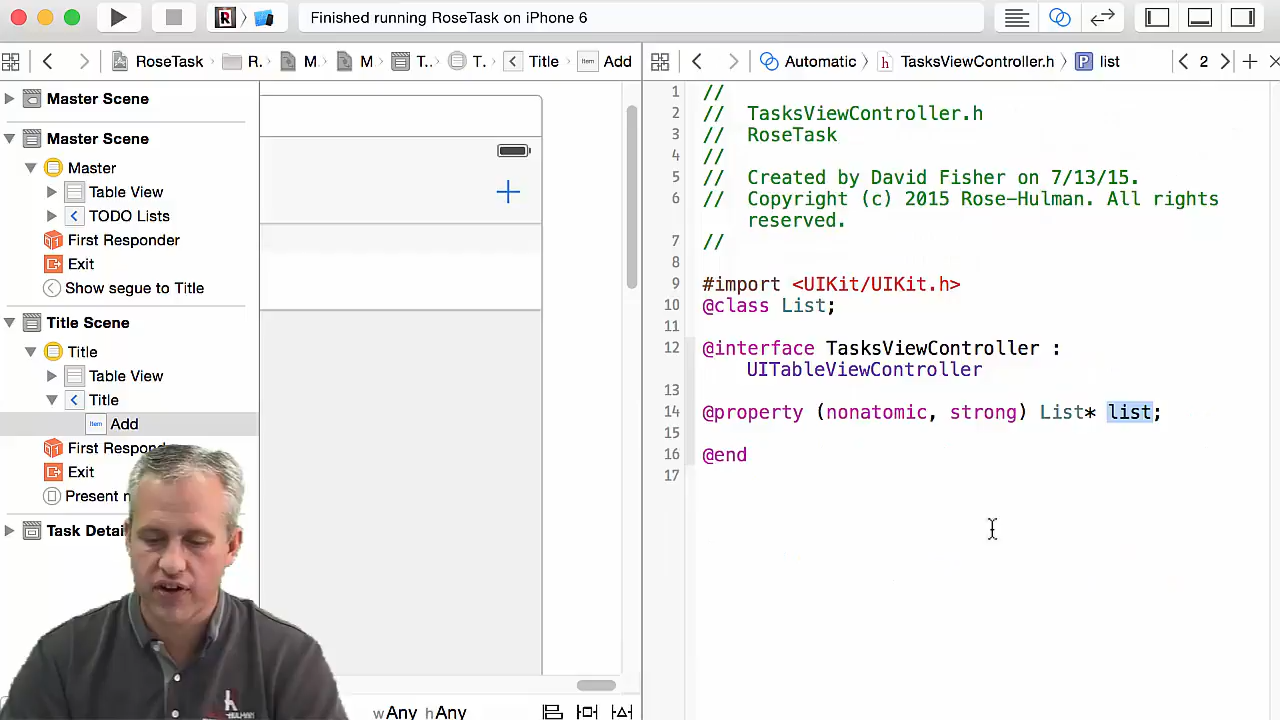 Finished running RoseTask on iPhone 6
RoseTask
R.
M
M
T..
T.
Title
Add
Automatic
TasksViewController.h
list
2
Master Scene
Master Scene
Master
Table View
TODO Lists
First Responder
Exit
Show segue to Title
Title Scene
Title
Table View
Title
Add
First Respon
Exit
Present
Task Detai
wAny hAny
1 //
2 // TasksViewController.h
3 // RoseTask
4 //
5 // Created by David Fisher on 7/13/15.
6 // Copyright (c) 2015 Rose-Hulman. All rights
reserved.
7 //
8
9 #import <UIKit/UIKit.h>
10 @class List;
11
12 @interface TasksViewController :
UITableViewController
13
14 @property (nonatomic, strong) List* list;
15
16 @end
17